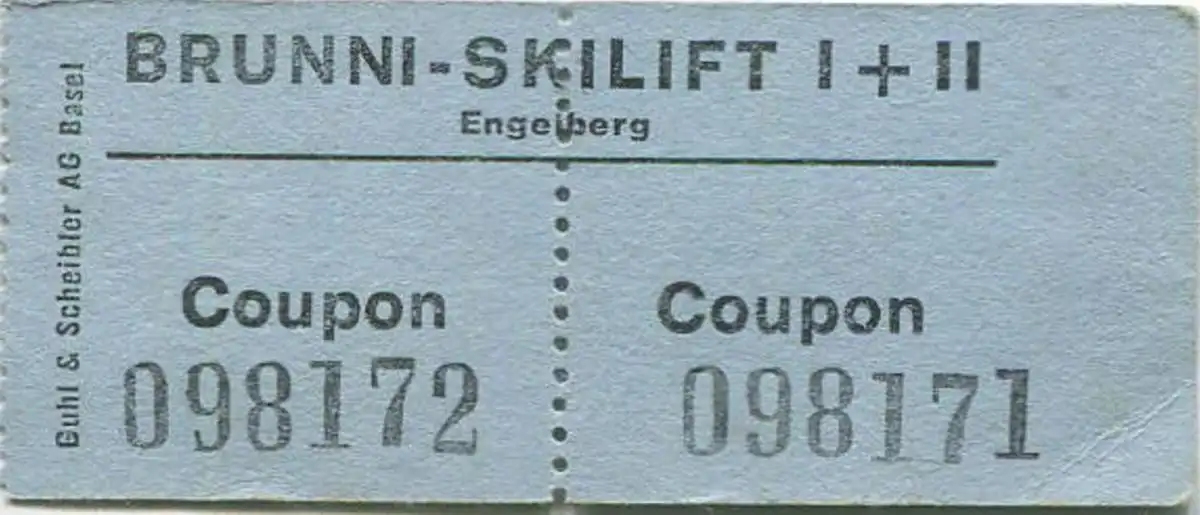 BRUNNI-SKILIFT I + II
Engelberg
Guhl & Scheibler AG Basel
Coupon Coupon
098172 098171